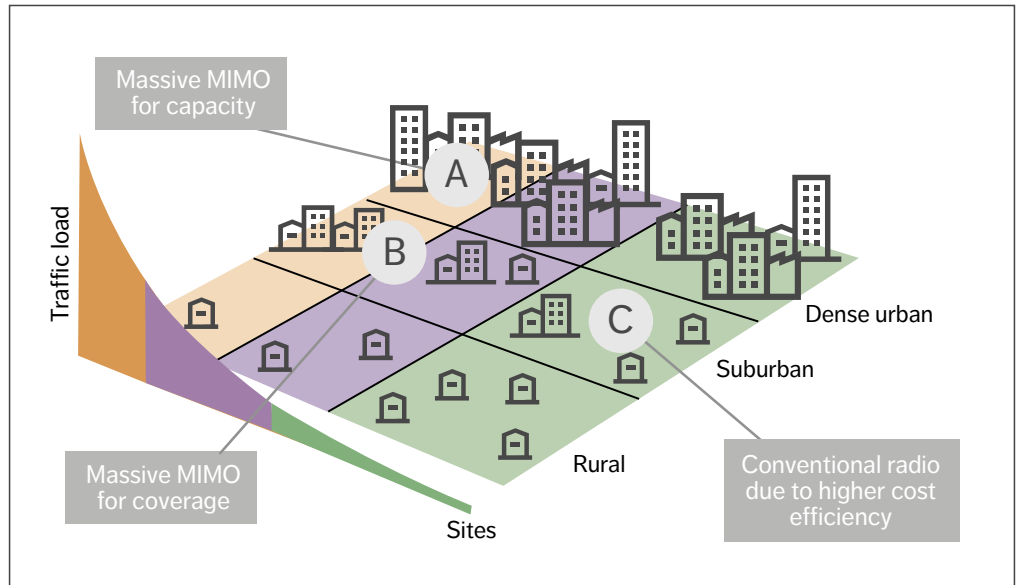 Massive MIMO
for capacity
A
B
C
Traffic load
Dense urban
Suburban
Rural
Massive MIMO
for coverage
Conventional radio
due to higher cost
efficiency
Sites